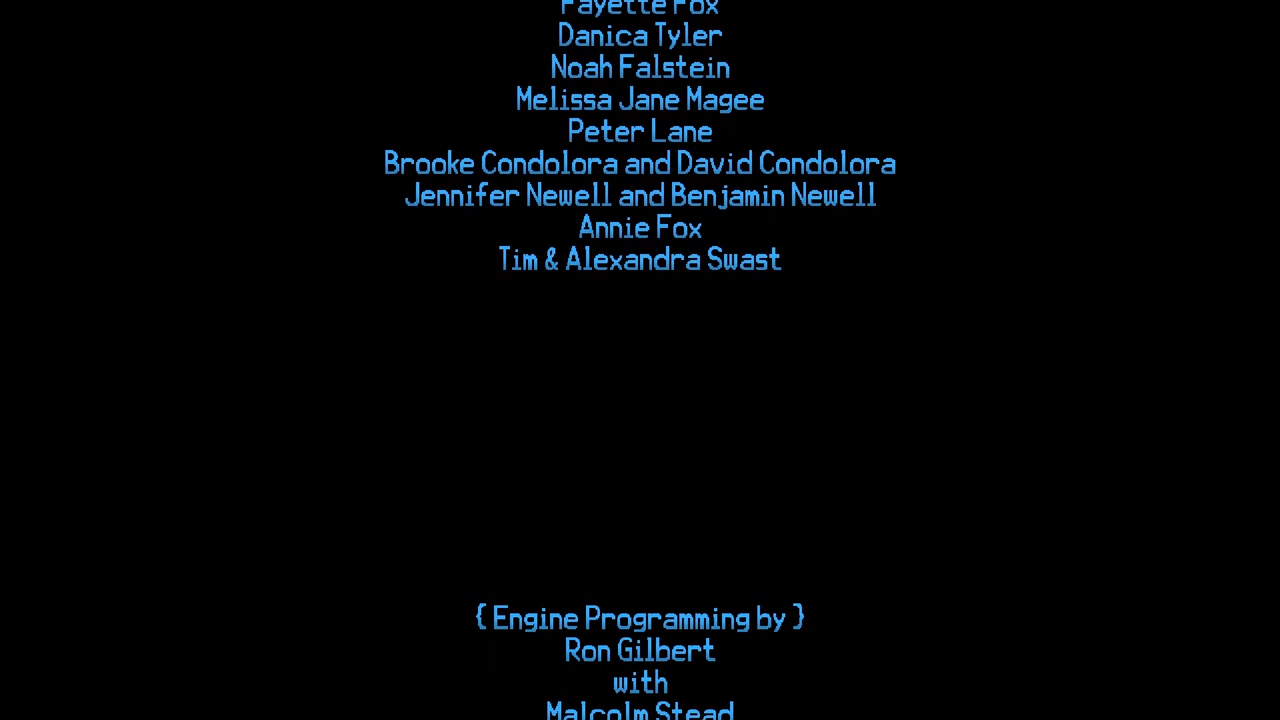 Fayette Fox
Danica Tyler
Noah Falstein
Melissa Jane Magee
Peter Lane
Brooke Condolora and David Condolora
Jennifer Newell and Benjamin Newell
Annie Fox
Tim & Alexandra Swast
{ Engine Programming by }
Ron Gilbert
with
Malcolm Stead